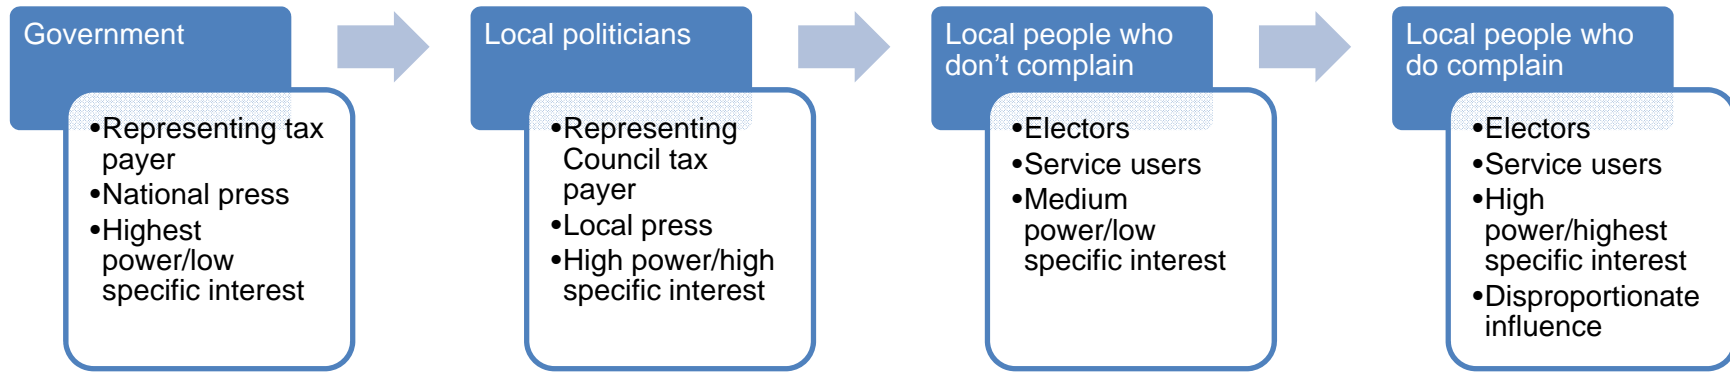 Government
•Representing tax
payer
•National press
•Highest
power/low
specific interest
Local politicians
•Representing
Council tax
payer
•Local press
•High power/high
specific interest
Local people who
don’t complain
•Electors
•Service users
•Medium
power/low
specific interest
Local people who
do complain
•Electors
•Service users
•High
power/highest
specific interest
•Disproportionate
influence